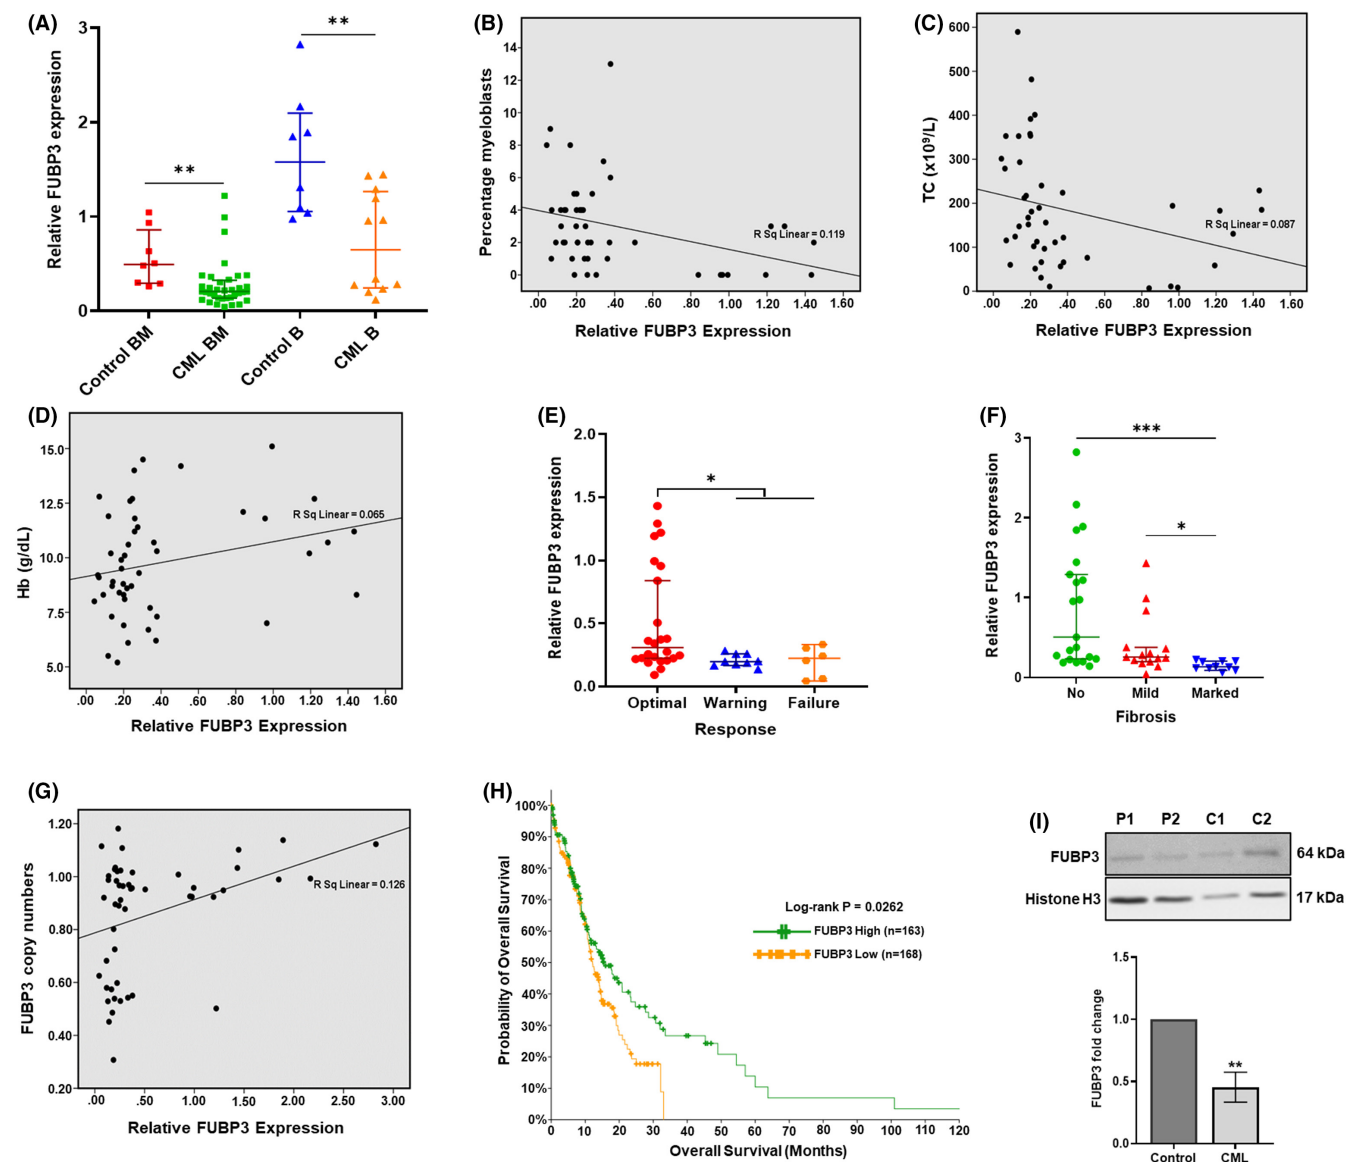 (A)
Relative FUBP3 expression
3
2
1
0
**
**
Control BM
CML BM
Control B
CML B
(B)
Percentage myeloblasts
14
12
10
8
6
4
2
0
R Sq Linear = 0.119
.00 .20 .40 .60 .80 1.00 1.20 1.40 1.60
Relative FUBP3 Expression
(C)
TC (x10⁹/L)
600
500
400
300
200
100
0
R Sq Linear = 0.087
.00 .20 .40 .60 .80 1.00 1.20 1.40 1.60
Relative FUBP3 Expression
(D)
Hb (g/dL)
15.0
12.5
10.0
7.5
5.0
R Sq Linear = 0.065
.00 .20 .40 .60 .80 1.00 1.20 1.40 1.60
Relative FUBP3 Expression
(E)
Relative FUBP3 expression
2.0
1.5
1.0
0.5
0.0
*
Optimal Warning Failure
Response
(F)
Relative FUBP3 expression
3
2
1
0
***
*
No Mild Marked
Fibrosis
(G)
FUBP3 copy numbers
1.20
1.00
0.80
0.60
0.40
0.20
R Sq Linear = 0.126
.00 .50 1.00 1.50 2.00 2.50 3.00
Relative FUBP3 Expression
(H)
Probability of Overall Survival
100%
90%
80%
70%
60%
50%
40%
30%
20%
10%
0%
Log-rank P = 0.0262
FUBP3 High (n=163)
FUBP3 Low (n=168)
0 10 20 30 40 50 60 70 80 90 100 110 120
Overall Survival (Months)
(I)
P1 P2 C1 C2
FUBP3 64 kDa
Histone H3 17 kDa
FUBP3 fold change
1.5
1.0
0.5
0.0
**
Control CML